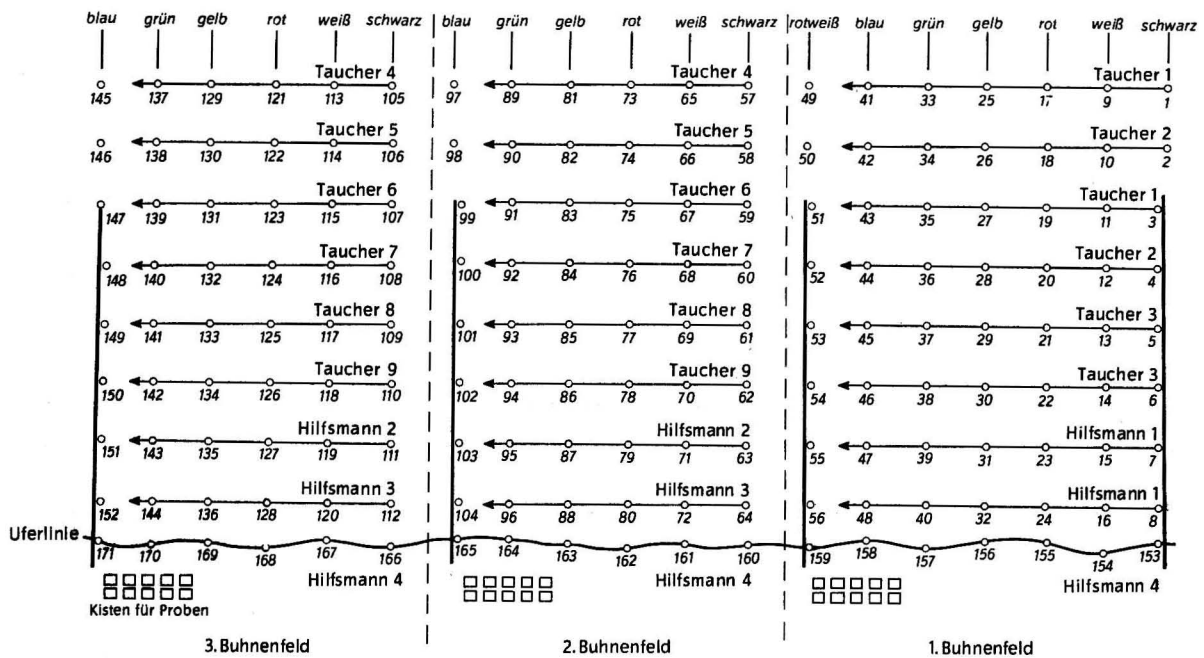 blau grün gelb rot weiß schwarz blau grün gelb rot weiß schwarz rotweiß blau grün gelb rot weiß schwarz
Taucher 4 Taucher 4 Taucher 1
145 137 129 121 113 105 97 89 81 73 65 57 49 41 33 25 17 9 1
Taucher 5 Taucher 5 Taucher 2
146 138 130 122 114 106 98 90 82 74 66 58 50 42 34 26 18 10 2
Taucher 6 Taucher 6 Taucher 1
147 139 131 123 115 107 99 91 83 75 67 59 51 43 35 27 19 11 3
Taucher 7 Taucher 7 Taucher 2
148 140 132 124 116 108 100 92 84 76 68 60 52 44 36 28 20 12 4
Taucher 8 Taucher 8 Taucher 3
149 141 133 125 117 109 101 93 85 77 69 61 53 45 37 29 21 13 5
Taucher 9 Taucher 9 Taucher 3
150 142 134 126 118 110 102 94 86 78 70 62 54 46 38 30 22 14 6
Hilfsmann 2 Hilfsmann 2 Hilfsmann 1
151 143 135 127 119 111 103 95 87 79 71 63 55 47 39 31 23 15 7
Hilfsmann 3 Hilfsmann 3 Hilfsmann 1
152 144 136 128 120 112 104 96 88 80 72 64 56 48 40 32 24 16 8
Uferlinie
171 170 169 168 167 166 165 164 163 162 161 160 159 158 157 156 155 154 153
Hilfsmann 4 Hilfsmann 4 Hilfsmann 4
Kisten für Proben
3. Buhnenfeld 2. Buhnenfeld 1. Buhnenfeld